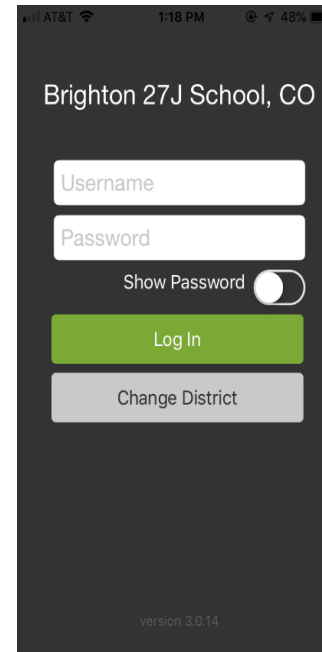 AT&T 1:18 PM 48%
Brighton 27J School, CO
Username
Password
Show Password
Log In
Change District
version 3.0.14